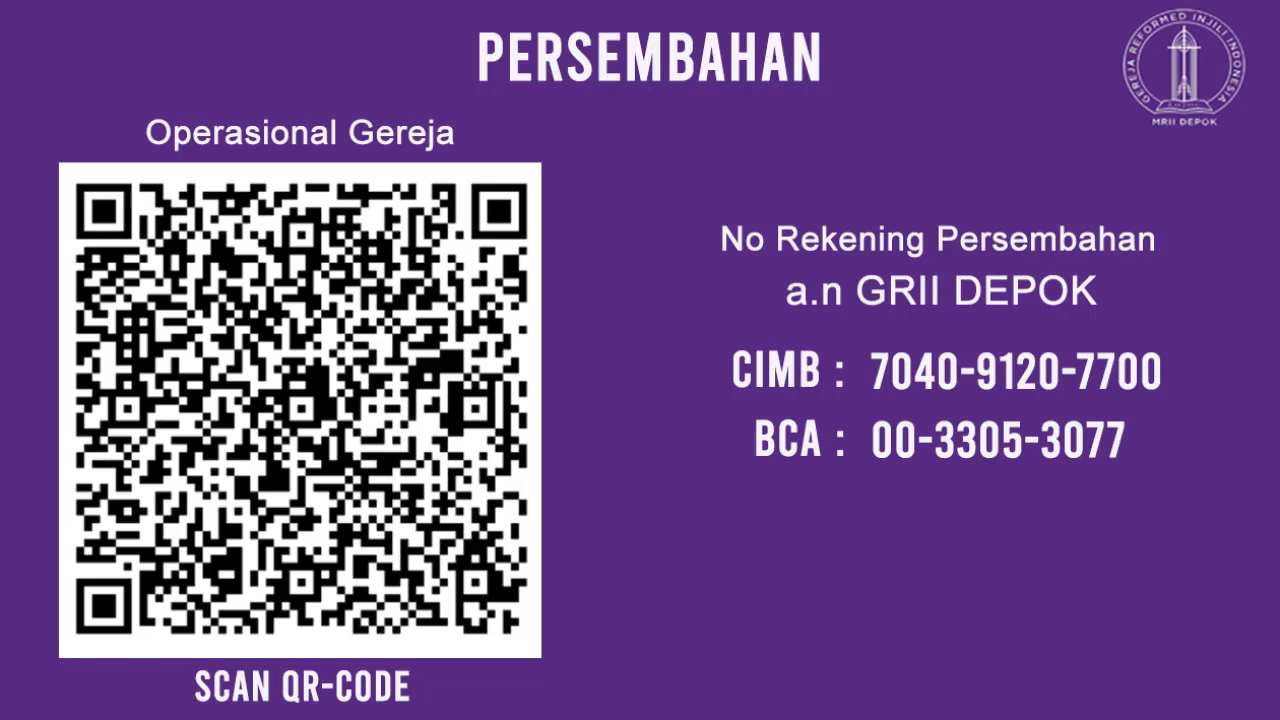 PERSEMBAHAN
GEREJA REFORMED INJILI INDONESIA
MRII DEPOK
Operasional Gereja
SCAN QR-CODE
No Rekening Persembahan
a.n GRII DEPOK
CIMB : 7040-9120-7700
BCA : 00-3305-3077